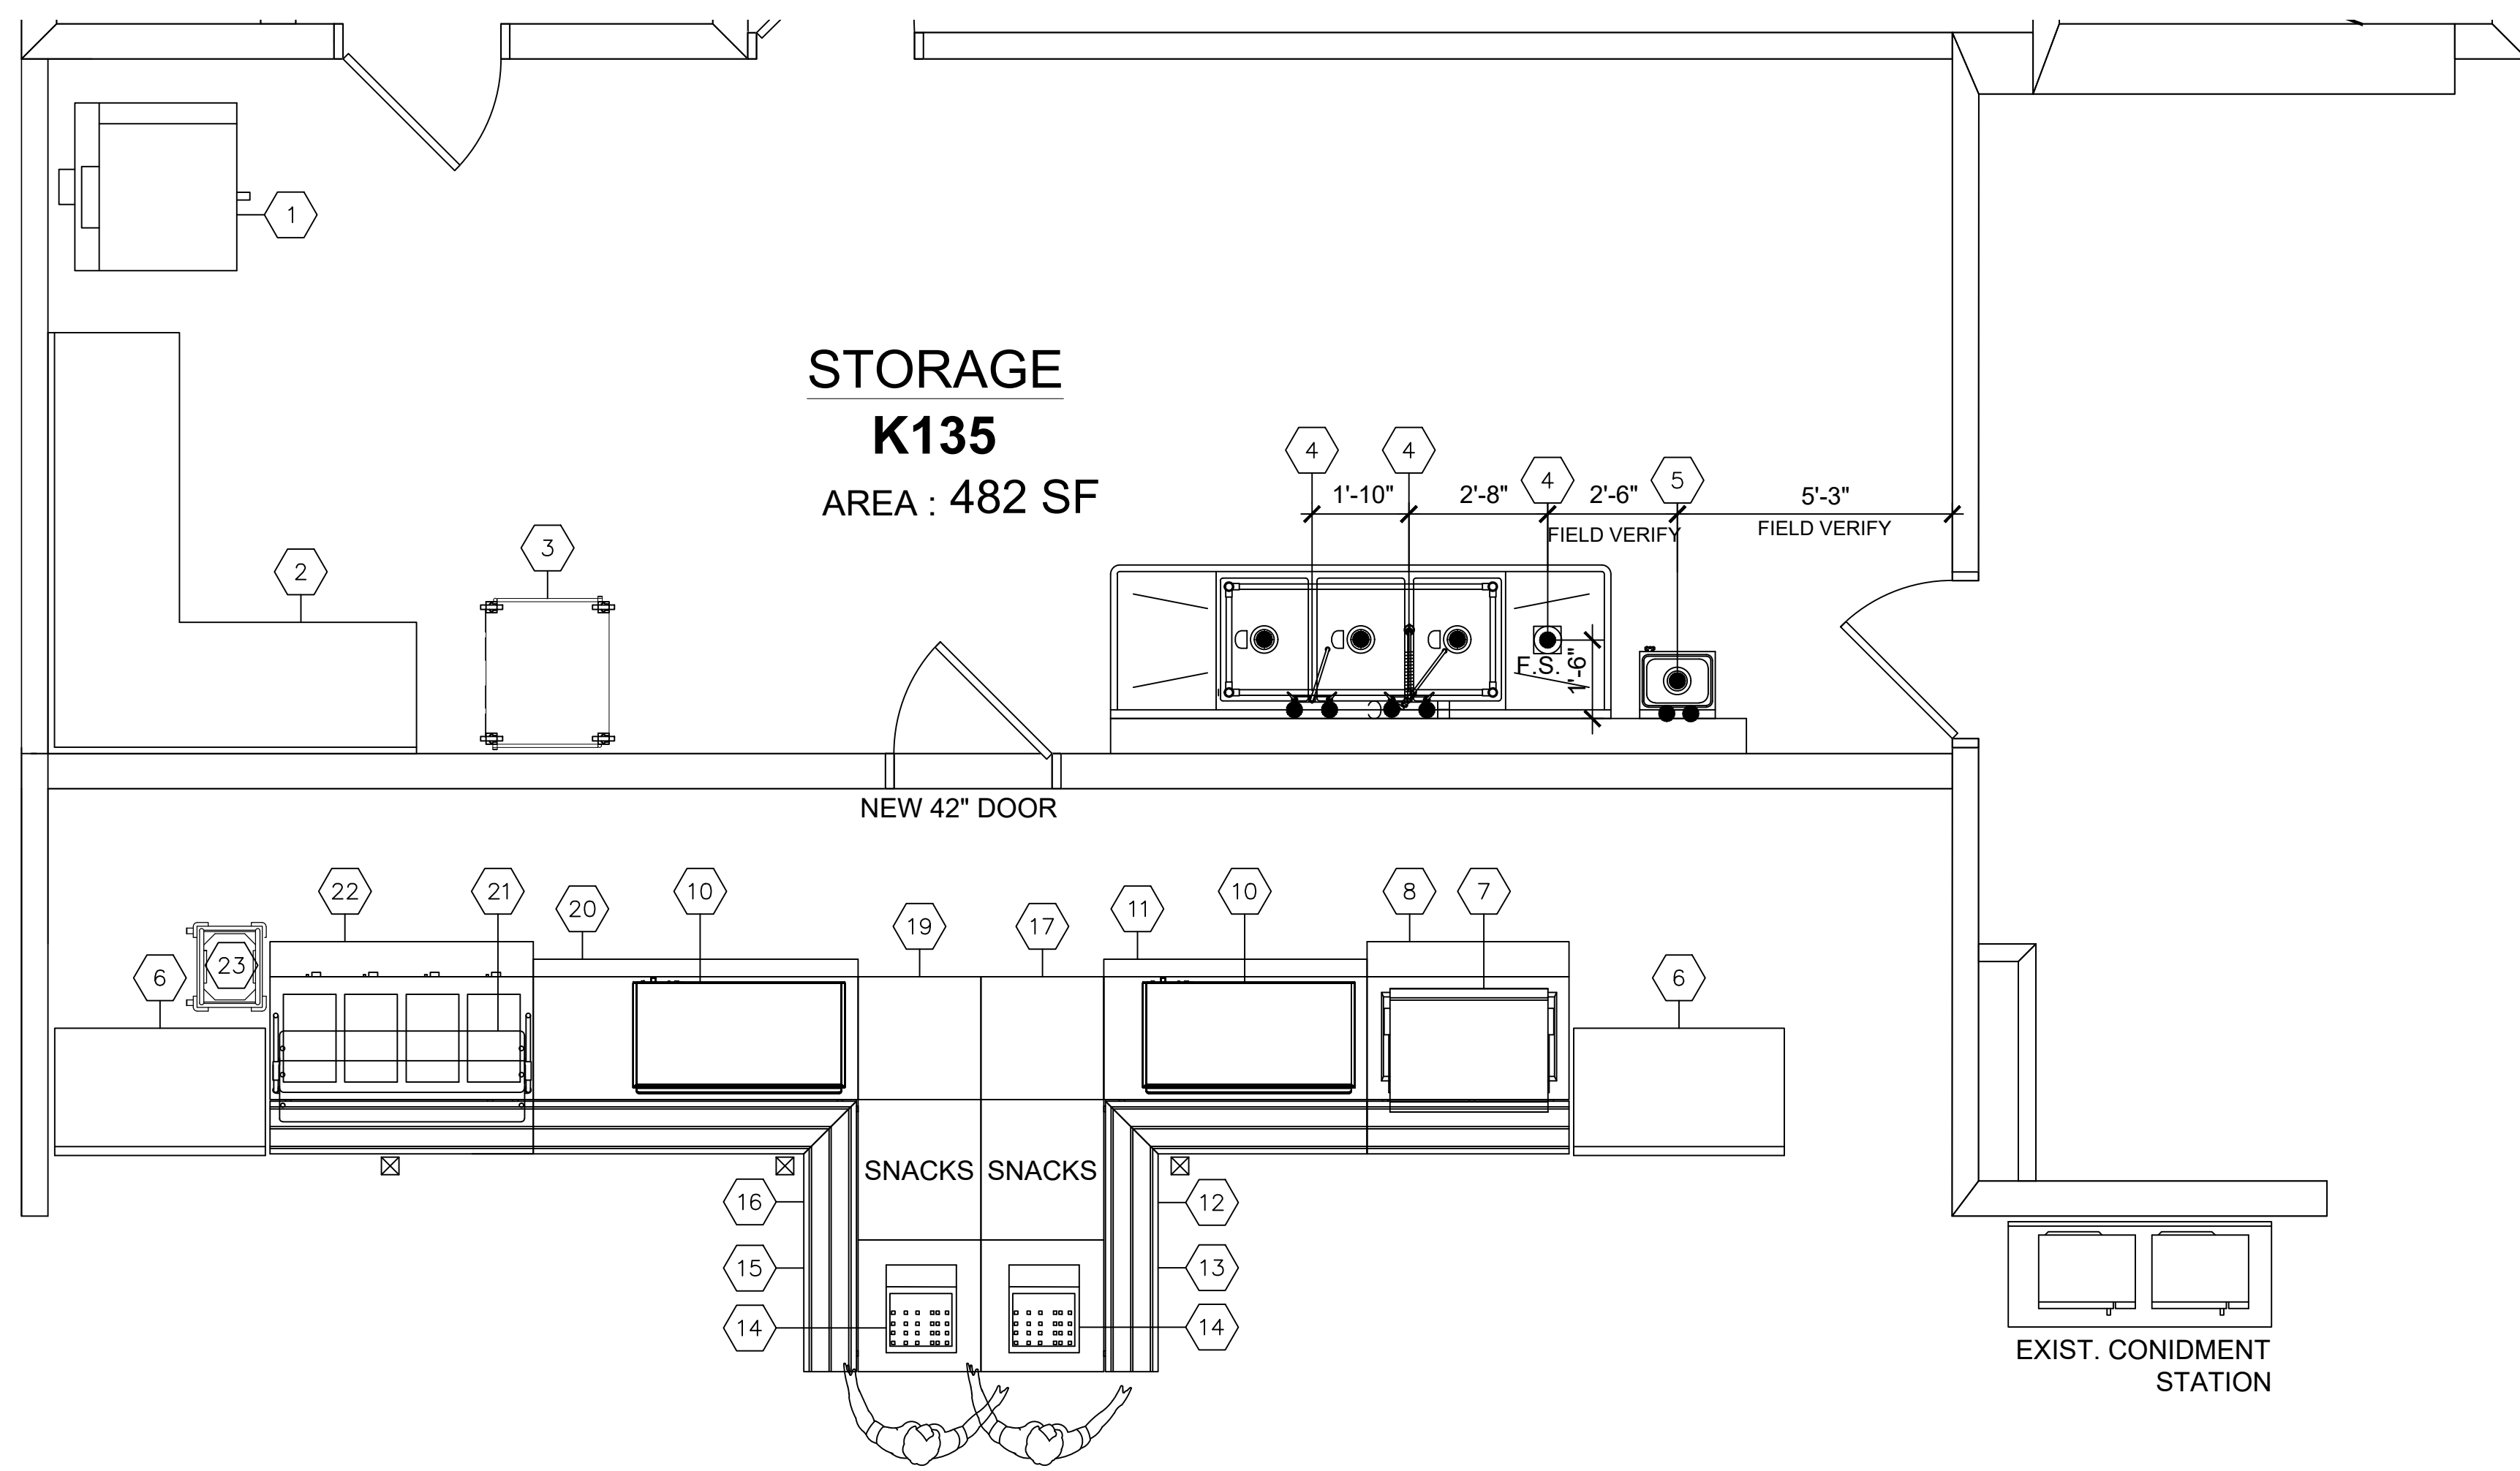 1
STORAGE
K135
AREA : 482 SF
4
4
4
5
1'-10"
2'-8"
2'-6"
5'-3"
FIELD VERIFY
FIELD VERIFY
3
2
F.S.
1'-6"
NEW 42" DOOR
22
21
20
10
19
17
11
10
8
7
23
6
6
SNACKS
SNACKS
16
12
15
13
14
14
EXIST. CONIDMENT
STATION